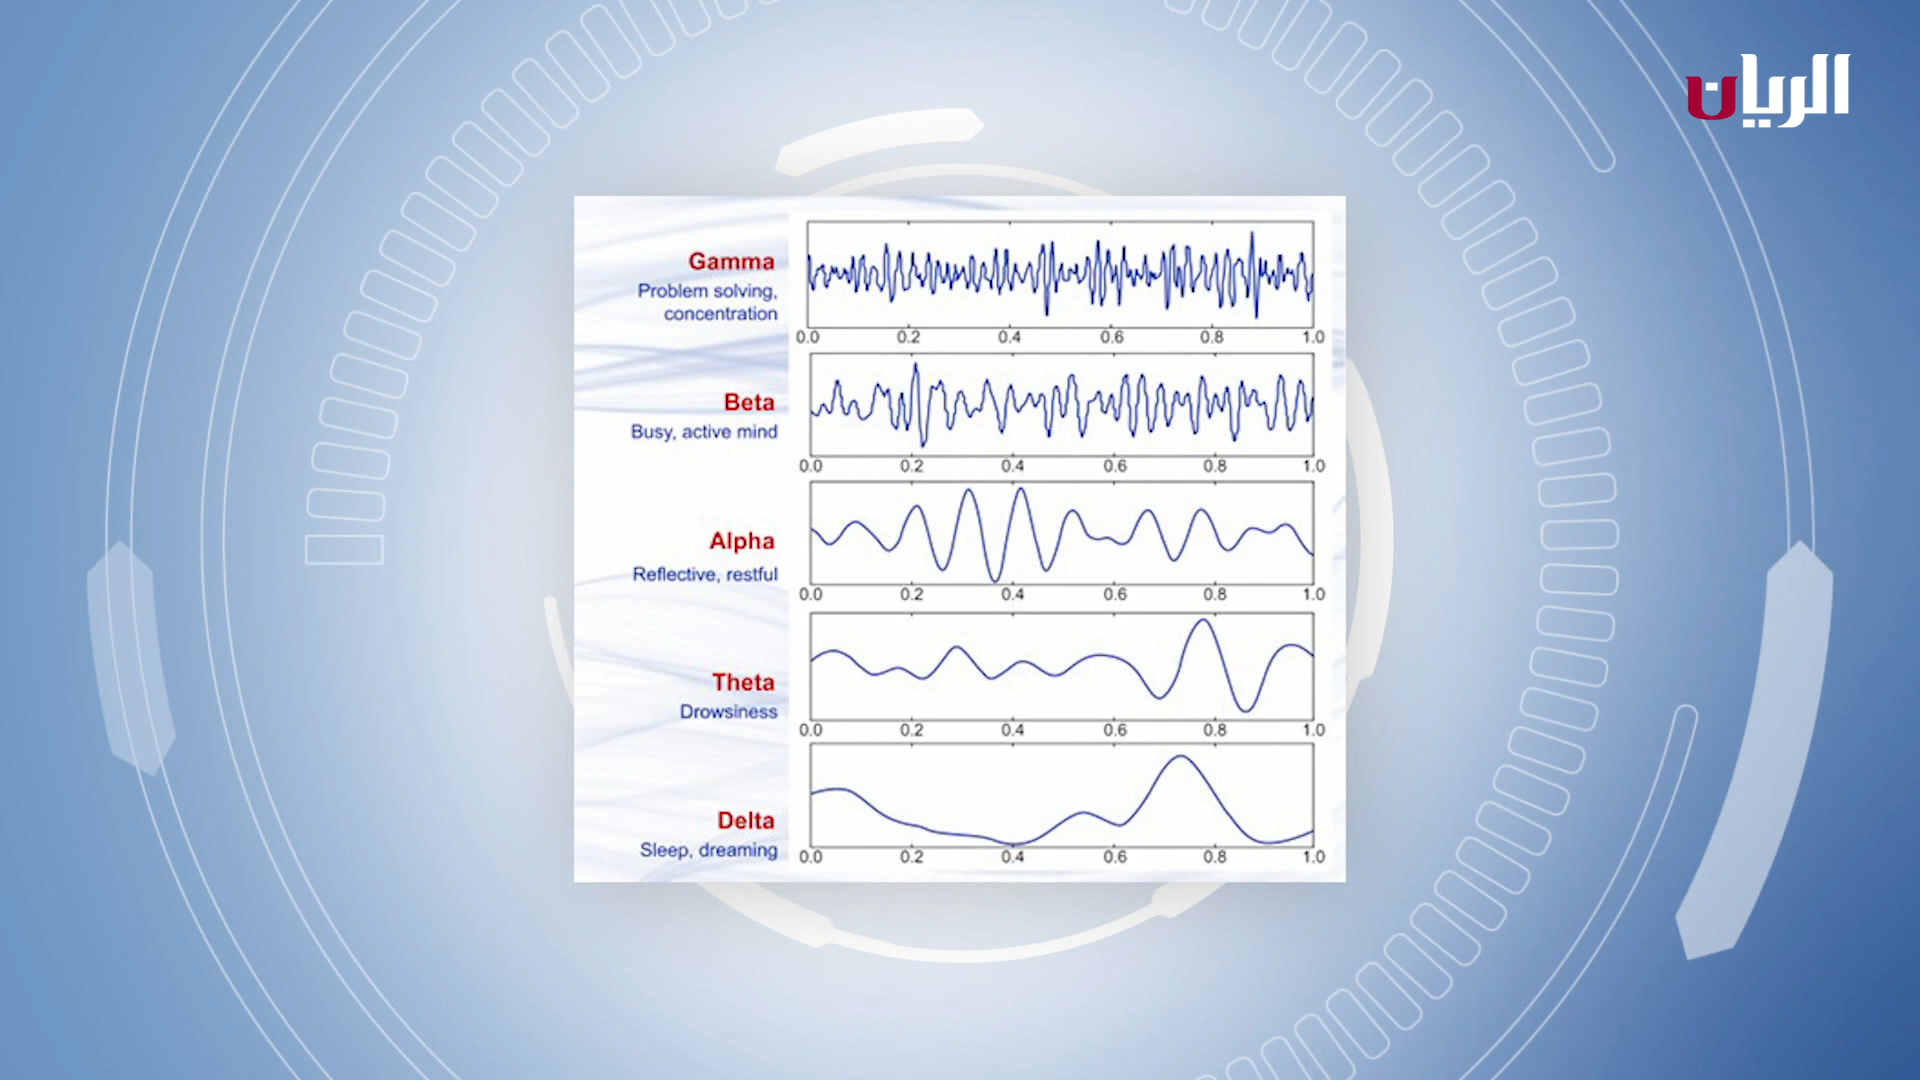 الريان
Gamma
Problem solving,
concentration
0.0 0.2 0.4 0.6 0.8 1.0
Beta
Busy, active mind
0.0 0.2 0.4 0.6 0.8 1.0
Alpha
Reflective, restful
0.0 0.2 0.4 0.6 0.8 1.0
Theta
Drowsiness
0.0 0.2 0.4 0.6 0.8 1.0
Delta
Sleep, dreaming
0.0 0.2 0.4 0.6 0.8 1.0